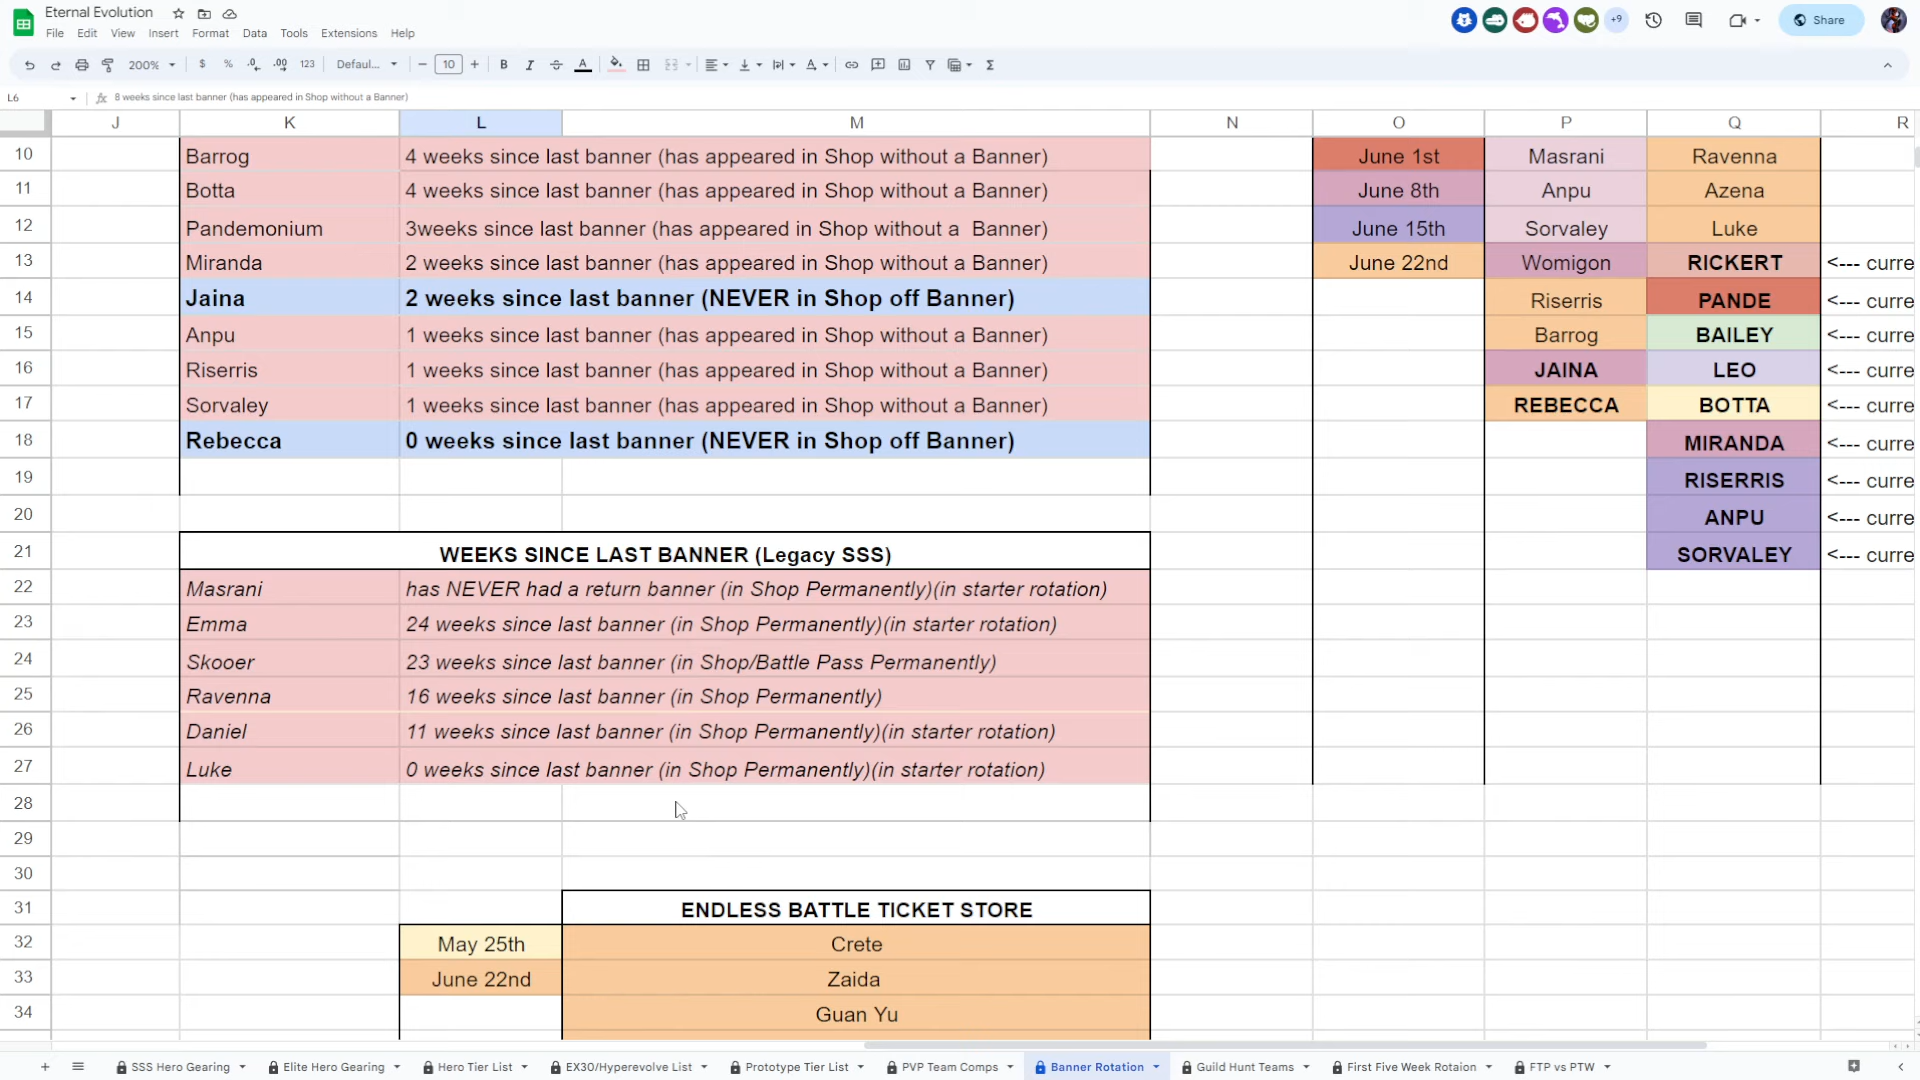 Eternal Evolution
+9
Share
File Edit View Insert Format Data Tools Extensions Help
200% $ % .0 .00 123 Defaul... 10 B I A
L6 fx 8 weeks since last banner (has appeared in Shop without a Banner)
J K L M N O P Q R
10 Barrog 4 weeks since last banner (has appeared in Shop without a Banner) June 1st Masrani Ravenna
11 Botta 4 weeks since last banner (has appeared in Shop without a Banner) June 8th Anpu Azena
12 Pandemonium 3weeks since last banner (has appeared in Shop without a Banner) June 15th Sorvaley Luke
13 Miranda 2 weeks since last banner (has appeared in Shop without a Banner) June 22nd Womigon RICKERT <--- curre
14 Jaina 2 weeks since last banner (NEVER in Shop off Banner) Riserris PANDE <--- curre
15 Anpu 1 weeks since last banner (has appeared in Shop without a Banner) Barrog BAILEY <--- curre
16 Riserris 1 weeks since last banner (has appeared in Shop without a Banner) JAINA LEO <--- curre
17 Sorvaley 1 weeks since last banner (has appeared in Shop without a Banner) REBECCA BOTTA <--- curre
18 Rebecca 0 weeks since last banner (NEVER in Shop off Banner) MIRANDA <--- curre
19 RISERRIS <--- curre
20 ANPU <--- curre
21 WEEKS SINCE LAST BANNER (Legacy SSS) SORVALEY <--- curre
22 Masrani has NEVER had a return banner (in Shop Permanently)(in starter rotation)
23 Emma 24 weeks since last banner (in Shop Permanently)(in starter rotation)
24 Skooer 23 weeks since last banner (in Shop/Battle Pass Permanently)
25 Ravenna 16 weeks since last banner (in Shop Permanently)
26 Daniel 11 weeks since last banner (in Shop Permanently)(in starter rotation)
27 Luke 0 weeks since last banner (in Shop Permanently)(in starter rotation)
28
29
30
31 ENDLESS BATTLE TICKET STORE
32 May 25th Crete
33 June 22nd Zaida
34 Guan Yu
SSS Hero Gearing Elite Hero Gearing Hero Tier List EX30/Hyperevolve List Prototype Tier List PVP Team Comps Banner Rotation Guild Hunt Teams First Five Week Rotaion FTP vs PTW